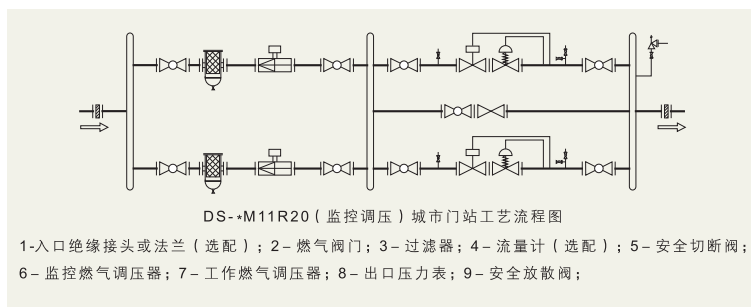 DS-*M11R20(监控调压)城市门站工艺流程图
1-入口绝缘接头或法兰(选配);2-燃气阀门;3-过滤器;4-流量计(选配);5-安全切断阀;
6-监控燃气调压器;7-工作燃气调压器;8-出口压力表;9-安全放散阀;